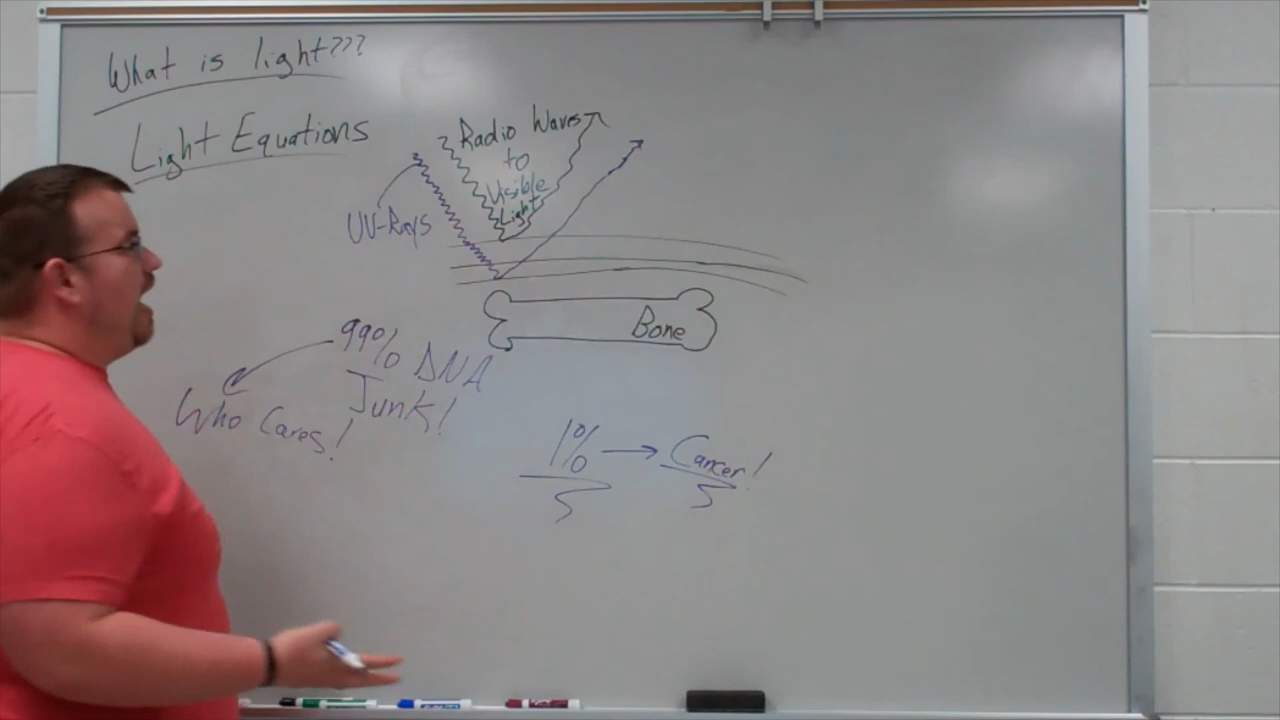 What is light???
Light Equations
Radio Waves
to
Visible
Light
UV-Rays
Bone
99% DNA
Junk!
Who Cares!
1% → Cancer!